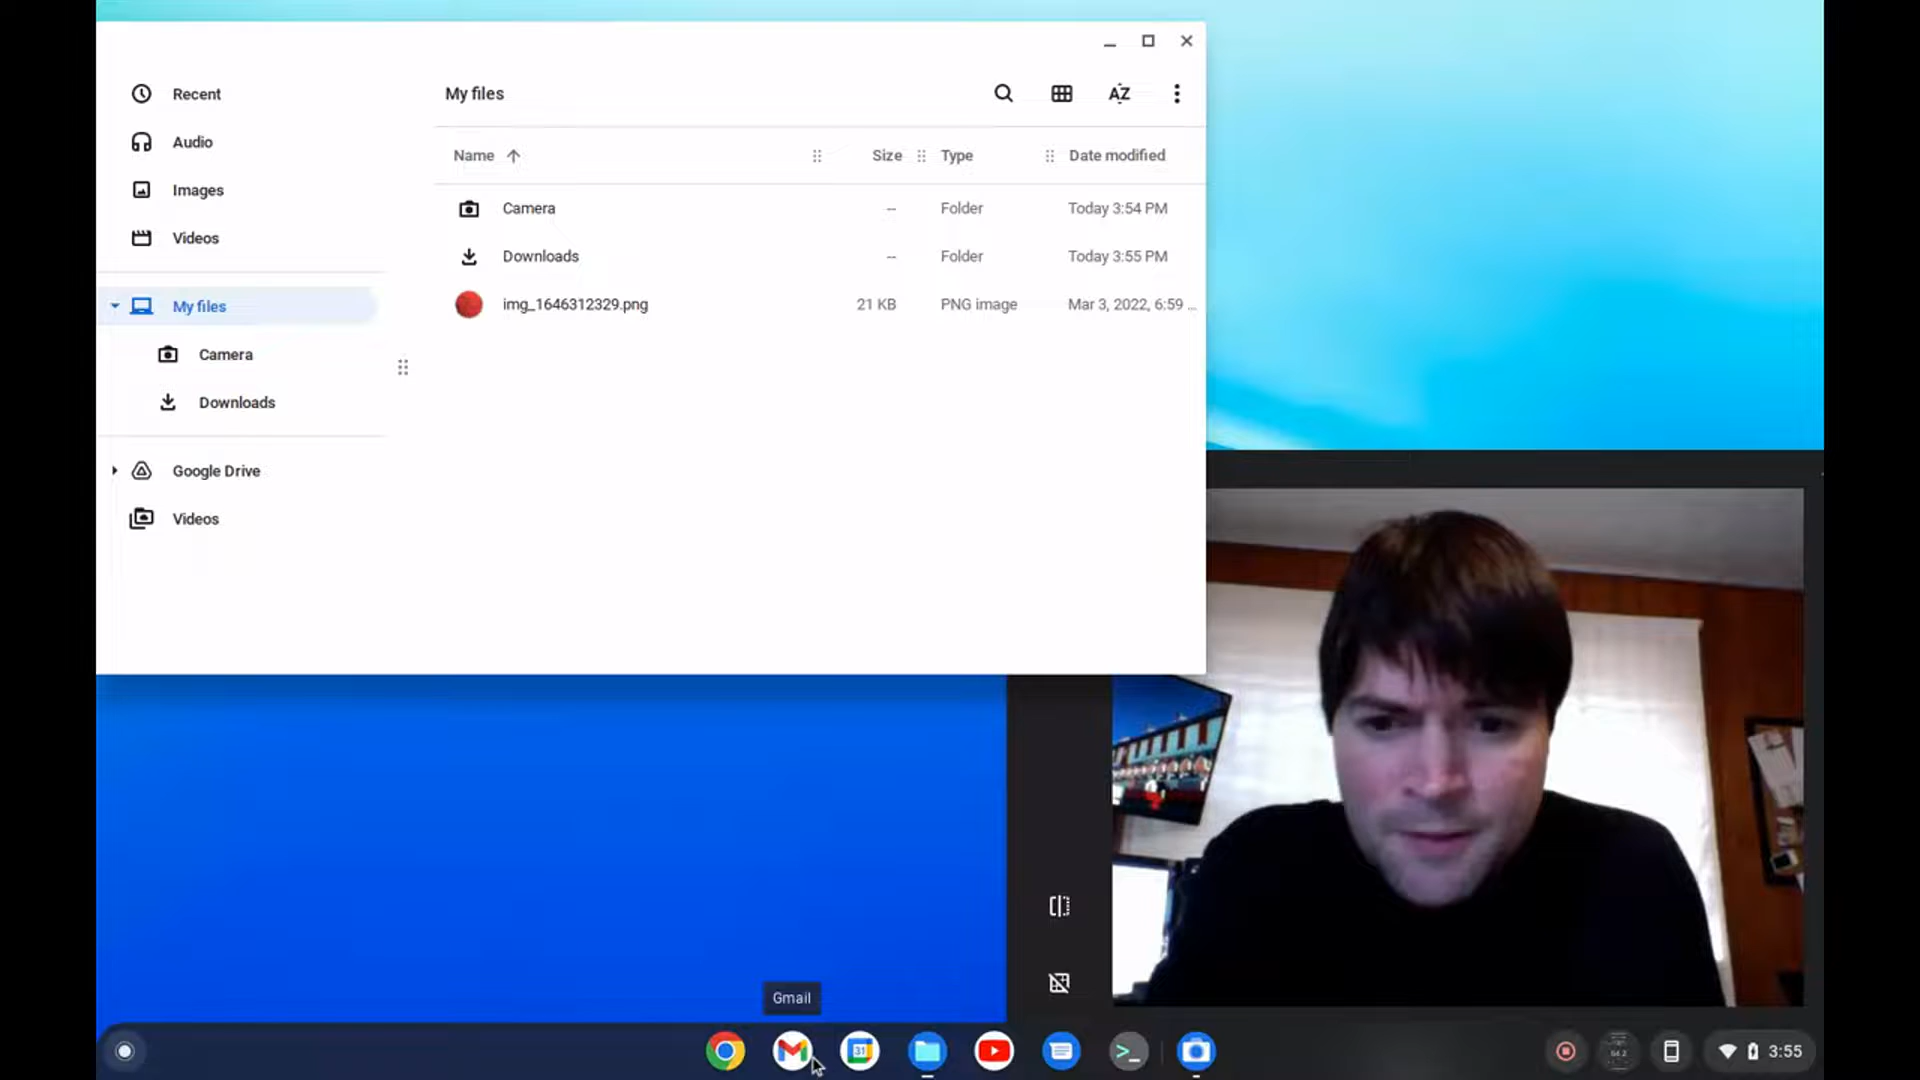 Recent
Audio
Images
Videos
My files
Camera
Downloads
Google Drive
Videos
My files
AZ
Name Size Type Date modified
Camera -- Folder Today 3:54 PM
Downloads -- Folder Today 3:55 PM
img_1646312329.png 21 KB PNG image Mar 3, 2022, 6:59 ...
Gmail
31
3:55